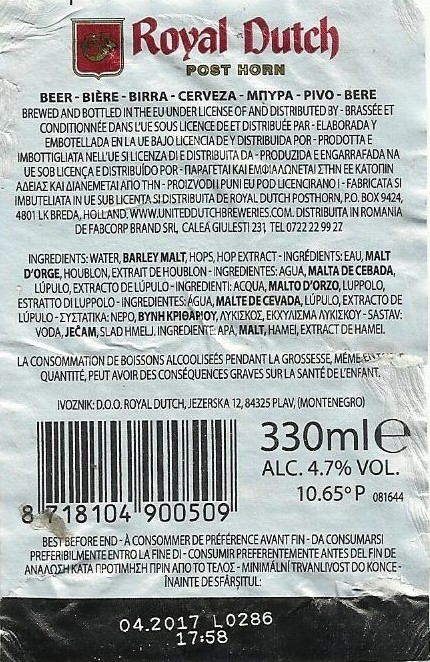 Royal Dutch
POST HORN
BEER - BIÈRE - BIRRA - CERVEZA - ΜΠΥΡΑ - PIVO - BERE
BREWED AND BOTTLED IN THE EU UNDER LICENSE OF AND DISTRIBUTED BY - BRASSÉE ET
CONDITIONNÉE DANS L'UE SOUS LICENCE DE ET DISTRIBUÉE PAR - ELABORADA Y
EMBOTELLADA EN LA UE BAJO LICENCIA DE Y DISTRIBUIDA POR - PRODOTTA E
IMBOTTIGLIATA NELL'UE SI LICENZA DI E DISTRIBUITA DA - PRODUZIDA E ENGARRAFADA NA
UE SOB LICENÇA E DISTRIBUÍDO POR - ΠΑΡΑΓΕΤΑΙ ΚΑΙ ΕΜΦΙΑΛΩΝΕΤΑΙ ΣΤΗΝ ΕΕ ΚΑΤΟΠΙΝ
ΑΔΕΙΑΣ ΚΑΙ ΔΙΑΝΕΜΕΤΑΙ ΑΠΟ ΤΗΝ - PROIZVODI I PUNI EU POD LICENCIRANO I - FABRICATA SI
IMBUTELIATA IN UE SUB LICENTA SI DISTRIBUITA DE ROYAL DUTCH POSTHORN, P.O. BOX 9424,
4801 LK BREDA, HOLLAND. WWW.UNITEDDUTCHBREWERIES.COM. DISTRIBUITA IN ROMANIA
DE FABCORP BRAND SRL, CALEA GIULESTI 231, TEL 0722 22 99 27
INGREDIENTS: WATER, BARLEY MALT, HOPS, HOP EXTRACT - INGRÉDIENTS: EAU, MALT
D'ORGE, HOUBLON, EXTRAIT DE HOUBLON - INGREDIENTES: AGUA, MALTA DE CEBADA,
LÚPULO, EXTRACTO DE LÚPULO - INGREDIENTI: ACQUA, MALTO D'ORZO, LUPPOLO,
ESTRATTO DI LUPPOLO - INGREDIENTES: ÁGUA, MALTE DE CEVADA, LÚPULO, EXTRACTO DE
LÚPULO - ΣΥΣΤΑΤΙΚΑ: ΝΕΡΟ, ΒΥΝΗ ΚΡΙΘΑΡΙΟΥ, ΛΥΚΙΣΚΟΣ, ΕΚΧΥΛΙΣΜΑ ΛΥΚΙΣΚΟΥ - SASTAV:
VODA, JEČAM, SLAD HMELJ. INGREDIENTE: APA, MALT, HAMEI, EXTRACT DE HAMEI.
LA CONSOMMATION DE BOISSONS ALCOOLISÉES PENDANT LA GROSSESSE, MÊME EN
QUANTITÉ, PEUT AVOIR DES CONSÉQUENCES GRAVES SUR LA SANTÉ DE L'ENFANT.
IVOZNIK: D.O.O. ROYAL DUTCH, JEZERSKA 12, 84325 PLAV, (MONTENEGRO)
330ml e
ALC. 4.7% VOL.
10.65° P 081644
8 718104 900509
BEST BEFORE END - À CONSOMMER DE PRÉFÉRENCE AVANT FIN - DA CONSUMARSI
PREFERIBILMENTE ENTRO LA FINE DI - CONSUMIR PREFERENTEMENTE ANTES DEL FIN DE
ΑΝΑΛΩΣΗ ΚΑΤΑ ΠΡΟΤΙΜΗΣΗ ΠΡΙΝ ΑΠΟ ΤΟ ΤΕΛΟΣ - MINIMÁLNÍ TRVANLIVOST DO KONCE -
ÎNAINTE DE SFÂRȘITUL:
04.2017 L0286
17:58